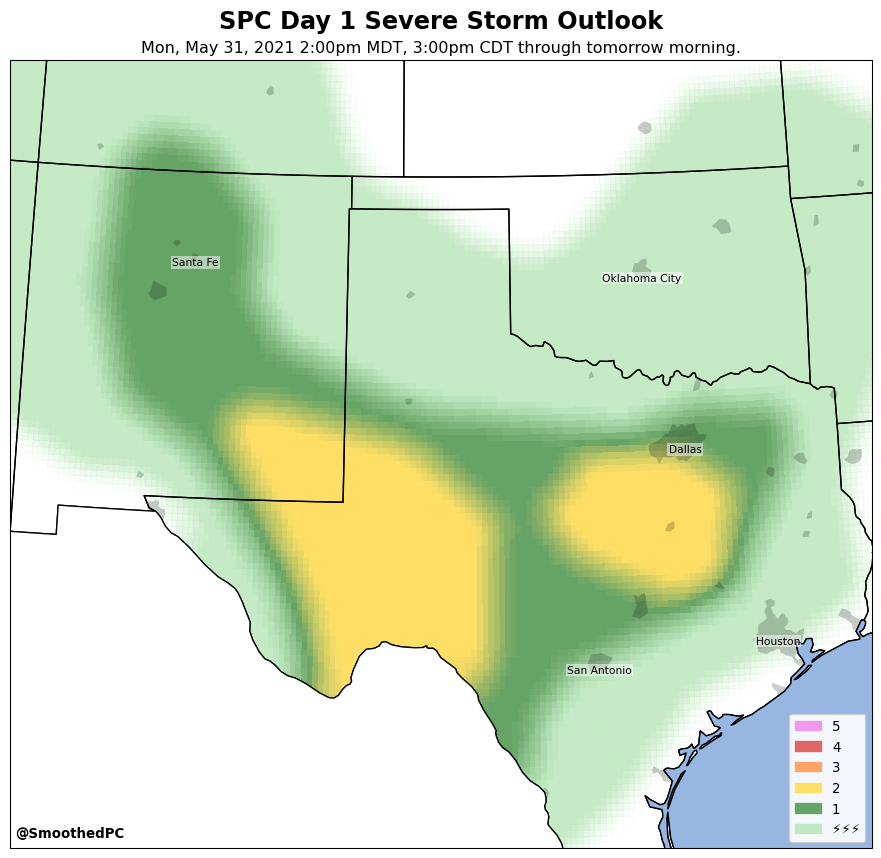 SPC Day 1 Severe Storm Outlook
Mon, May 31, 2021 2:00pm MDT, 3:00pm CDT through tomorrow morning.
Santa Fe
Oklahoma City
Dallas
Houston
San Antonio
5
4
3
2
1
⚡⚡⚡
@SmoothedPC